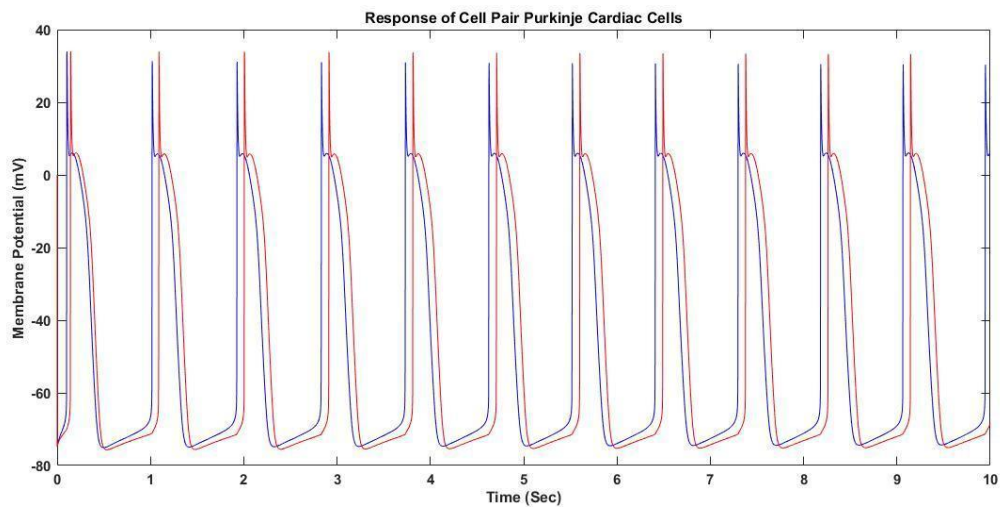 Response of Cell Pair Purkinje Cardiac Cells
40
20
0
-20
-40
-60
-80
Membrane Potential (mV)
0 1 2 3 4 5 6 7 8 9 10
Time (Sec)